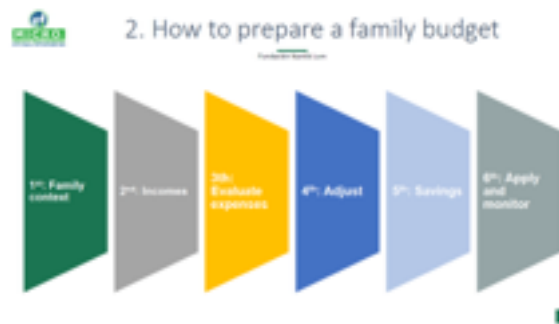 MICRO
2. How to prepare a family budget
1st: Family
context
2nd: Incomes
3th:
Evaluate
expenses
4th: Adjust
5th: Savings
6th: Apply
and
monitor